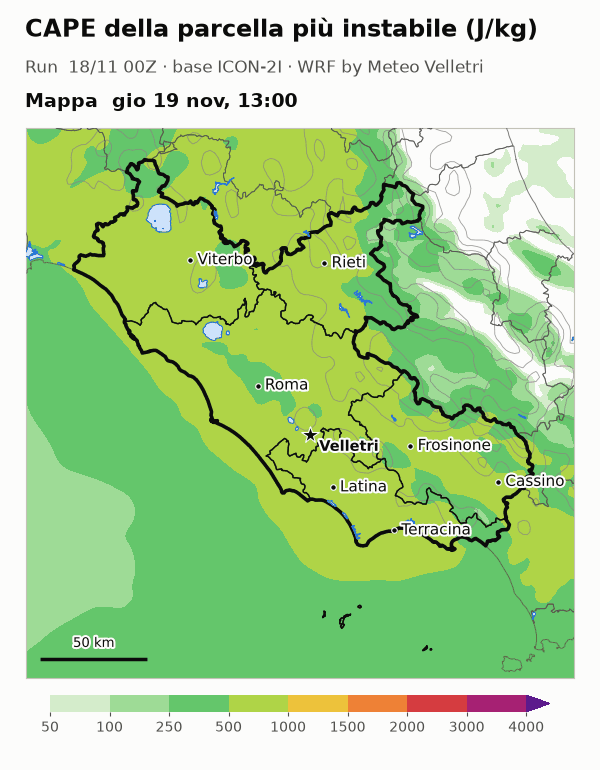 CAPE della parcella più instabile (J/kg)
Run  18/11 00Z · base ICON-2I · WRF by Meteo Velletri
Mappa  gio 19 nov, 13:00
Viterbo
Rieti
Roma
Velletri
Frosinone
Cassino
Latina
Terracina
50 km
50 100 250 500 1000 1500 2000 3000 4000